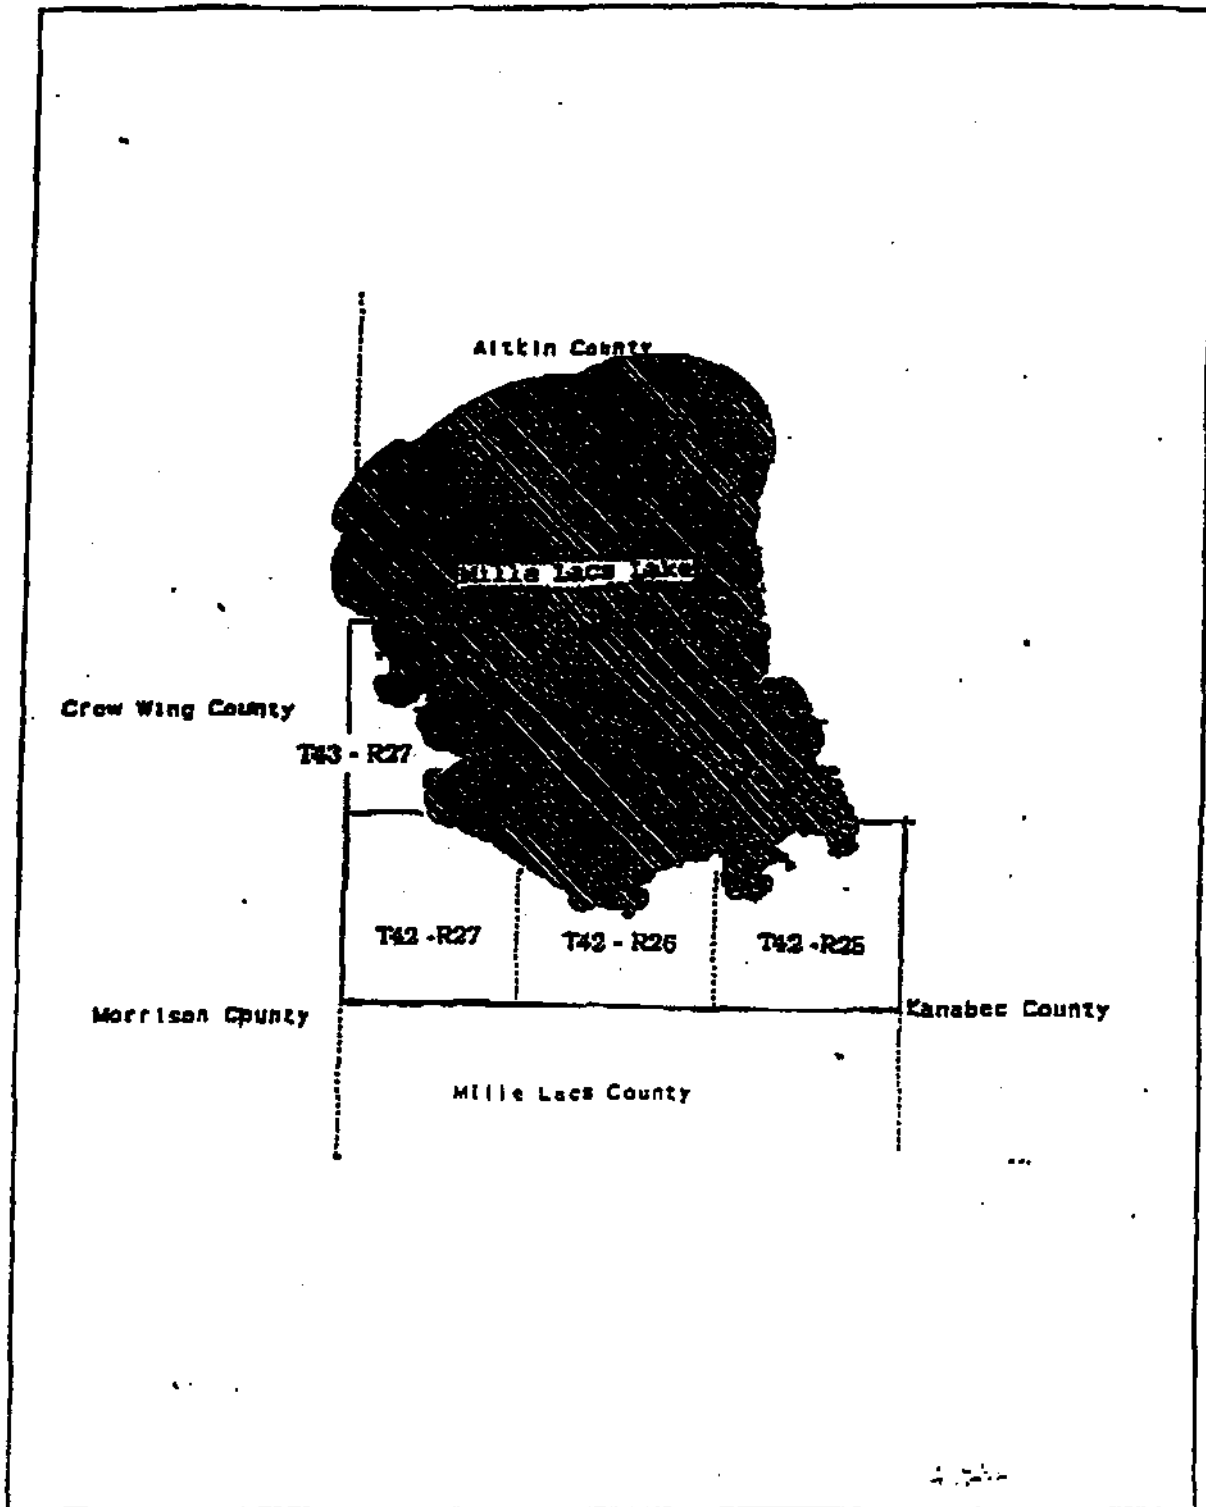 Aitkin County
Mille Lacs Lake
Crow Wing County
T43 - R27
T42 - R27
T42 - R26
T42 - R25
Morrison County
Kanabec County
Mille Lacs County